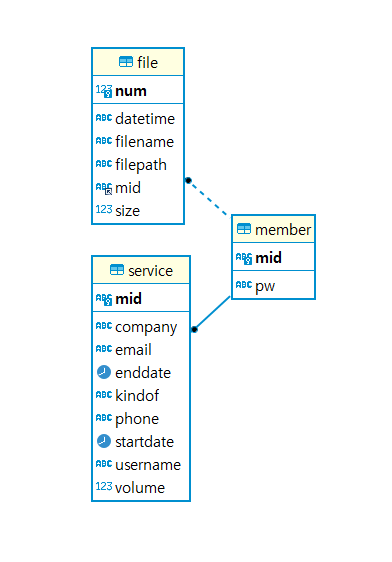 file
123 num
ABC datetime
ABC filename
ABC filepath
ABC mid
123 size
member
ABC mid
ABC pw
service
ABC mid
ABC company
ABC email
enddate
ABC kindof
ABC phone
startdate
ABC username
123 volume